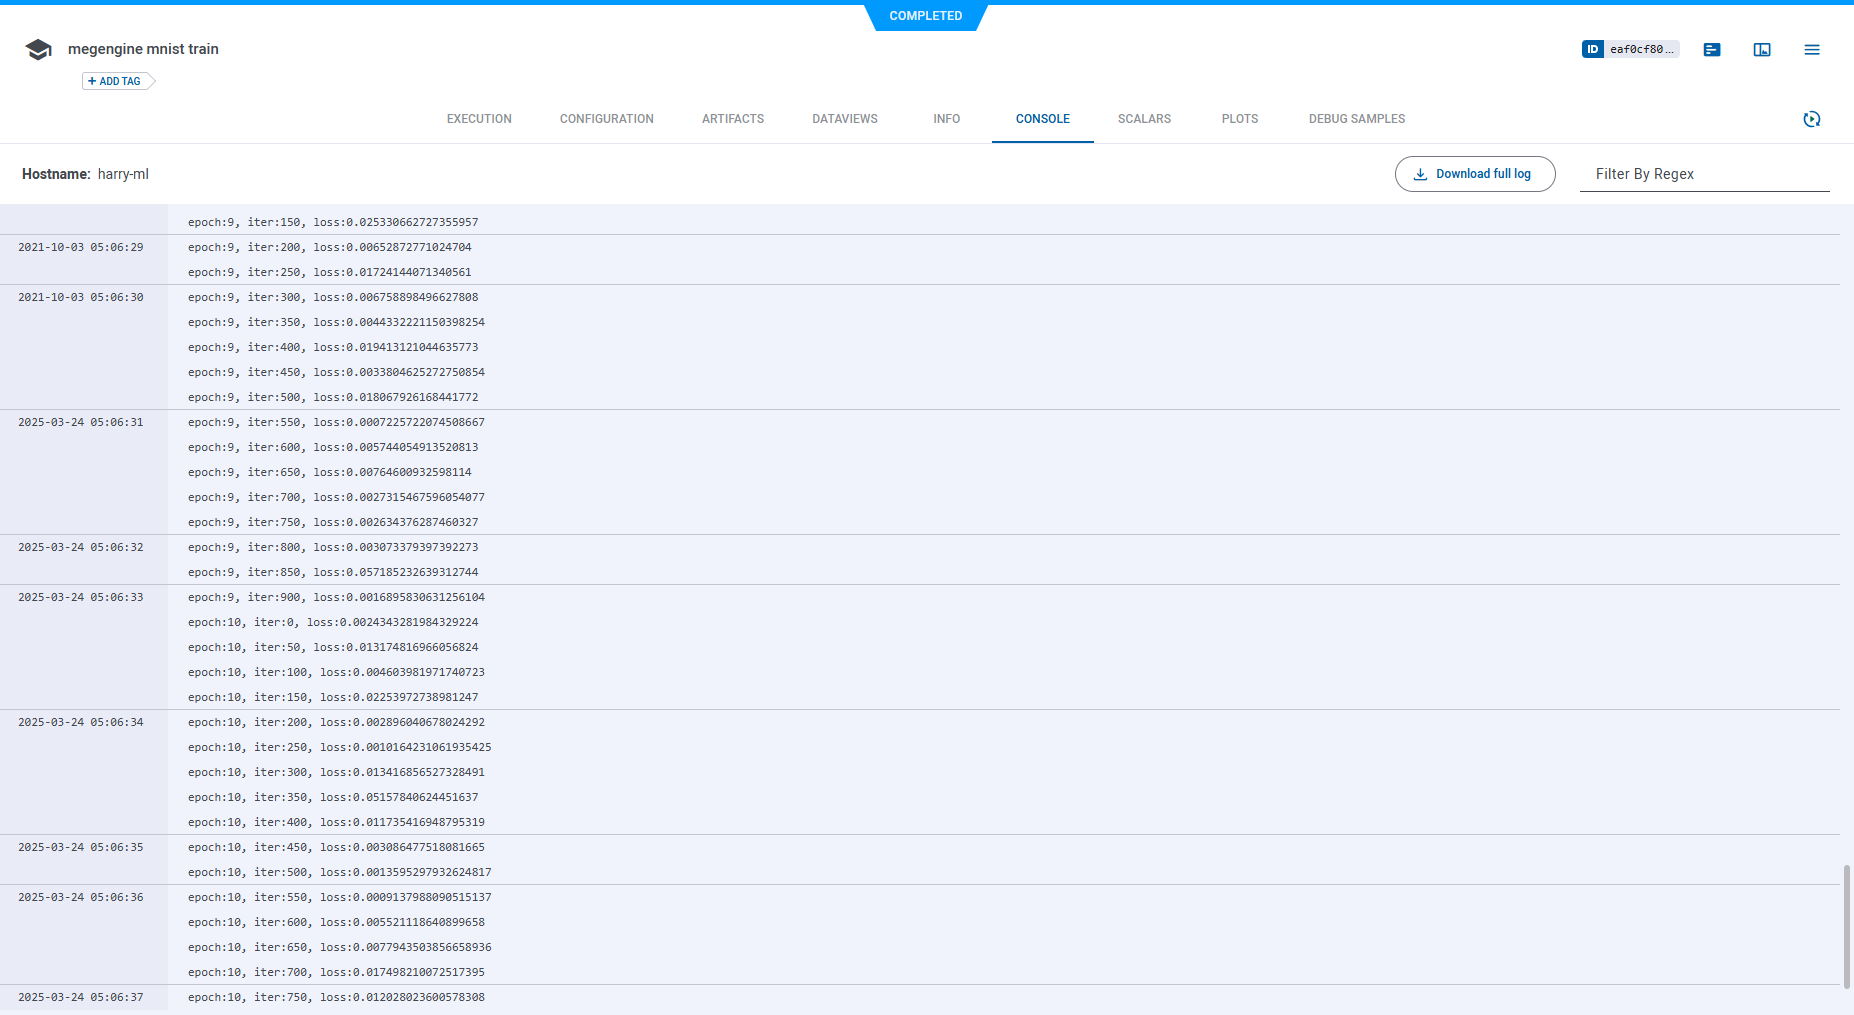 COMPLETED
megengine mnist train
ID eaf0cf80...
+ ADD TAG
EXECUTION CONFIGURATION ARTIFACTS DATAVIEWS INFO CONSOLE SCALARS PLOTS DEBUG SAMPLES
Hostname: harry-ml
Download full log
Filter By Regex
epoch:9, iter:150, loss:0.025330662727355957
2021-10-03 05:06:29 epoch:9, iter:200, loss:0.00652872771024704
epoch:9, iter:250, loss:0.01724144071340561
2021-10-03 05:06:30 epoch:9, iter:300, loss:0.006758898496627808
epoch:9, iter:350, loss:0.0044332221150398254
epoch:9, iter:400, loss:0.019413121044635773
epoch:9, iter:450, loss:0.0033804625272750854
epoch:9, iter:500, loss:0.018067926168441772
2025-03-24 05:06:31 epoch:9, iter:550, loss:0.0007225722074508667
epoch:9, iter:600, loss:0.005744054913520813
epoch:9, iter:650, loss:0.00764600932598114
epoch:9, iter:700, loss:0.0027315467596054077
epoch:9, iter:750, loss:0.002634376287460327
2025-03-24 05:06:32 epoch:9, iter:800, loss:0.003073379397392273
epoch:9, iter:850, loss:0.057185232639312744
2025-03-24 05:06:33 epoch:9, iter:900, loss:0.0016895830631256104
epoch:10, iter:0, loss:0.0024343281984329224
epoch:10, iter:50, loss:0.013174816966056824
epoch:10, iter:100, loss:0.004603981971740723
epoch:10, iter:150, loss:0.02253972738981247
2025-03-24 05:06:34 epoch:10, iter:200, loss:0.002896040678024292
epoch:10, iter:250, loss:0.0010164231061935425
epoch:10, iter:300, loss:0.013416856527328491
epoch:10, iter:350, loss:0.05157840624451637
epoch:10, iter:400, loss:0.011735416948795319
2025-03-24 05:06:35 epoch:10, iter:450, loss:0.003086477518081665
epoch:10, iter:500, loss:0.0013595297932624817
2025-03-24 05:06:36 epoch:10, iter:550, loss:0.0009137988090515137
epoch:10, iter:600, loss:0.005521118640899658
epoch:10, iter:650, loss:0.0077943503856658936
epoch:10, iter:700, loss:0.017498210072517395
2025-03-24 05:06:37 epoch:10, iter:750, loss:0.012028023600578308